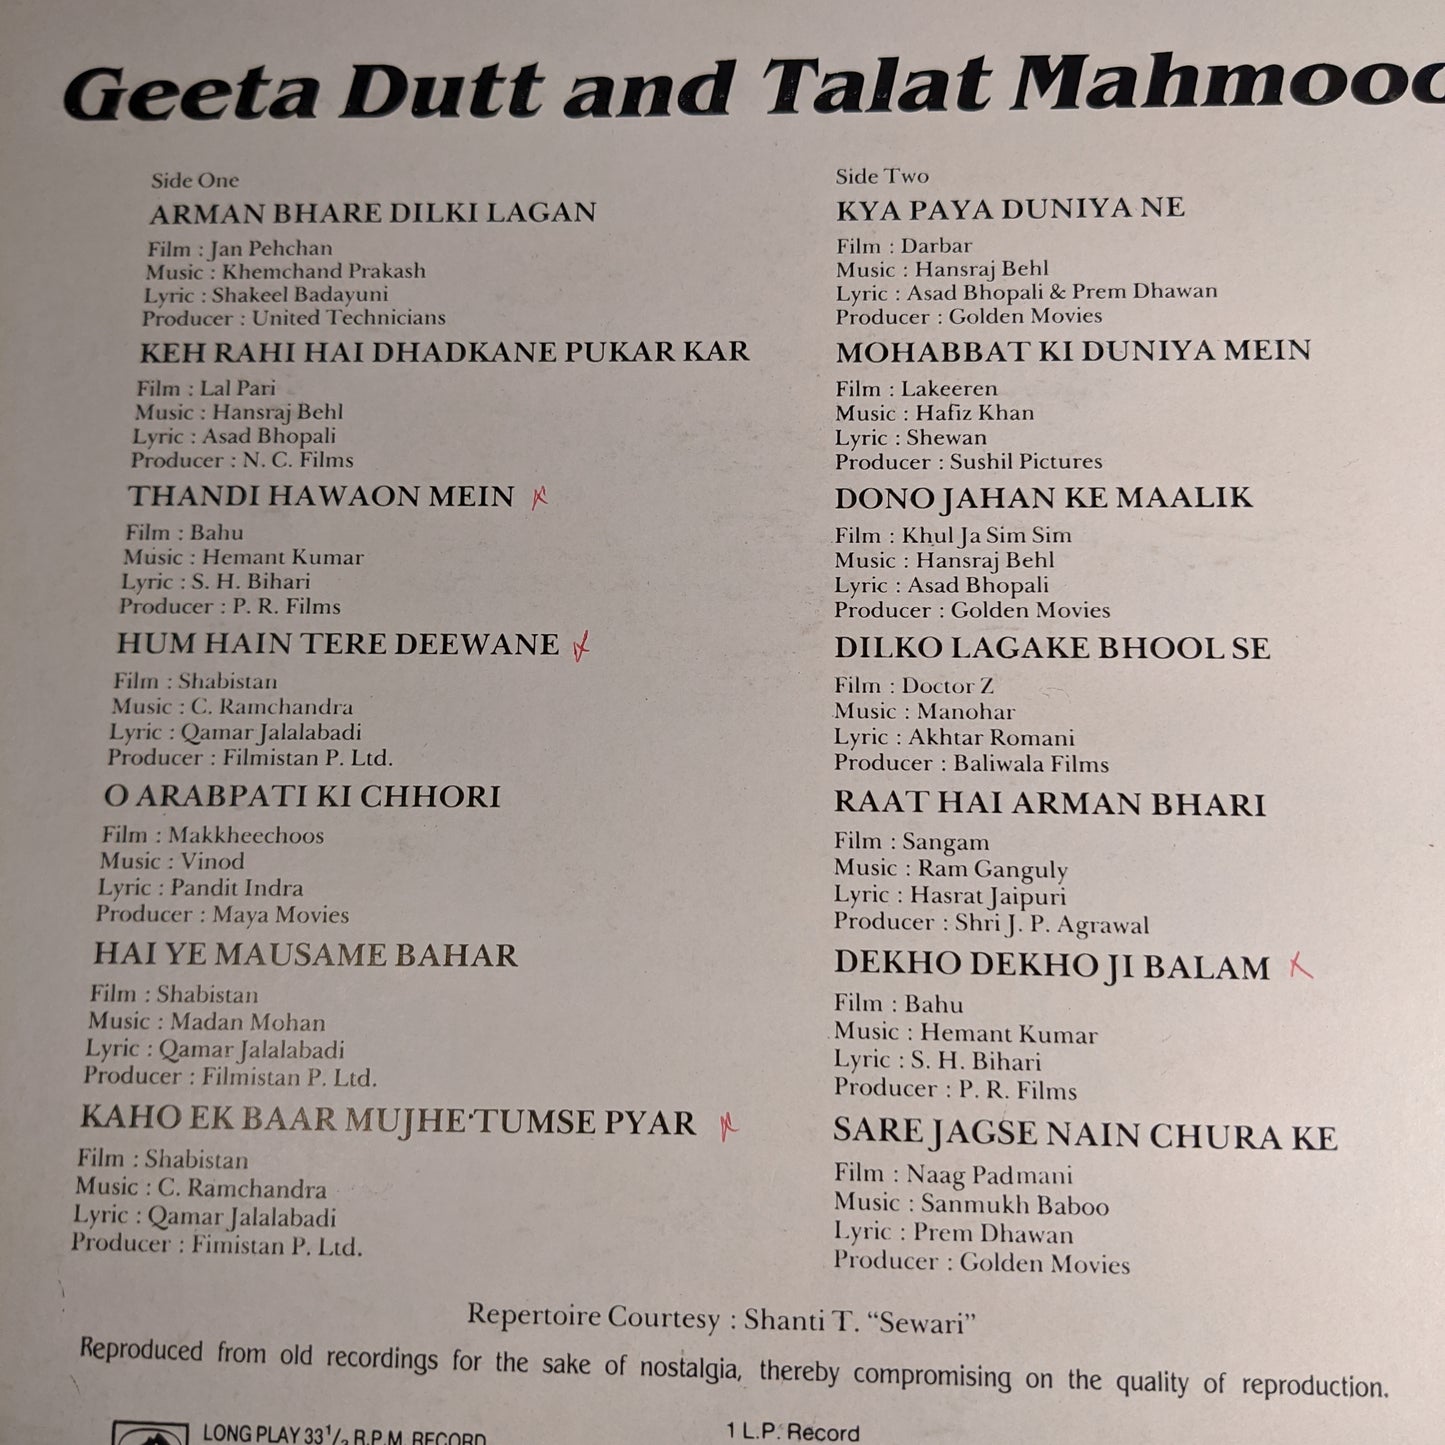 Geeta Dutt and Talat Mahmood
Side One
ARMAN BHARE DILKI LAGAN
Film : Jan Pehchan
Music : Khemchand Prakash
Lyric : Shakeel Badayuni
Producer : United Technicians
KEH RAHI HAI DHADKANE PUKAR KAR
Film : Lal Pari
Music : Hansraj Behl
Lyric : Asad Bhopali
Producer : N. C. Films
THANDI HAWAON MEIN
Film : Bahu
Music : Hemant Kumar
Lyric : S. H. Bihari
Producer : P. R. Films
HUM HAIN TERE DEEWANE
Film : Shabistan
Music : C. Ramchandra
Lyric : Qamar Jalalabadi
Producer : Filmistan P. Ltd.
O ARABPATI KI CHHORI
Film : Makkheechoos
Music : Vinod
Lyric : Pandit Indra
Producer : Maya Movies
HAI YE MAUSAME BAHAR
Film : Shabistan
Music : Madan Mohan
Lyric : Qamar Jalalabadi
Producer : Filmistan P. Ltd.
KAHO EK BAAR MUJHE TUMSE PYAR
Film : Shabistan
Music : C. Ramchandra
Lyric : Qamar Jalalabadi
Producer : Fimistan P. Ltd.
Side Two
KYA PAYA DUNIYA NE
Film : Darbar
Music : Hansraj Behl
Lyric : Asad Bhopali & Prem Dhawan
Producer : Golden Movies
MOHABBAT KI DUNIYA MEIN
Film : Lakeeren
Music : Hafiz Khan
Lyric : Shewan
Producer : Sushil Pictures
DONO JAHAN KE MAALIK
Film : Khul Ja Sim Sim
Music : Hansraj Behl
Lyric : Asad Bhopali
Producer : Golden Movies
DILKO LAGAKE BHOOL SE
Film : Doctor Z
Music : Manohar
Lyric : Akhtar Romani
Producer : Baliwala Films
RAAT HAI ARMAN BHARI
Film : Sangam
Music : Ram Ganguly
Lyric : Hasrat Jaipuri
Producer : Shri J. P. Agrawal
DEKHO DEKHO JI BALAM
Film : Bahu
Music : Hemant Kumar
Lyric : S. H. Bihari
Producer : P. R. Films
SARE JAGSE NAIN CHURA KE
Film : Naag Padmani
Music : Sanmukh Baboo
Lyric : Prem Dhawan
Producer : Golden Movies
Repertoire Courtesy : Shanti T. “Sewari”
Reproduced from old recordings for the sake of nostalgia, thereby compromising on the quality of reproduction.
LONG PLAY 33 1/3 R.P.M. RECORD
1 L.P. Record